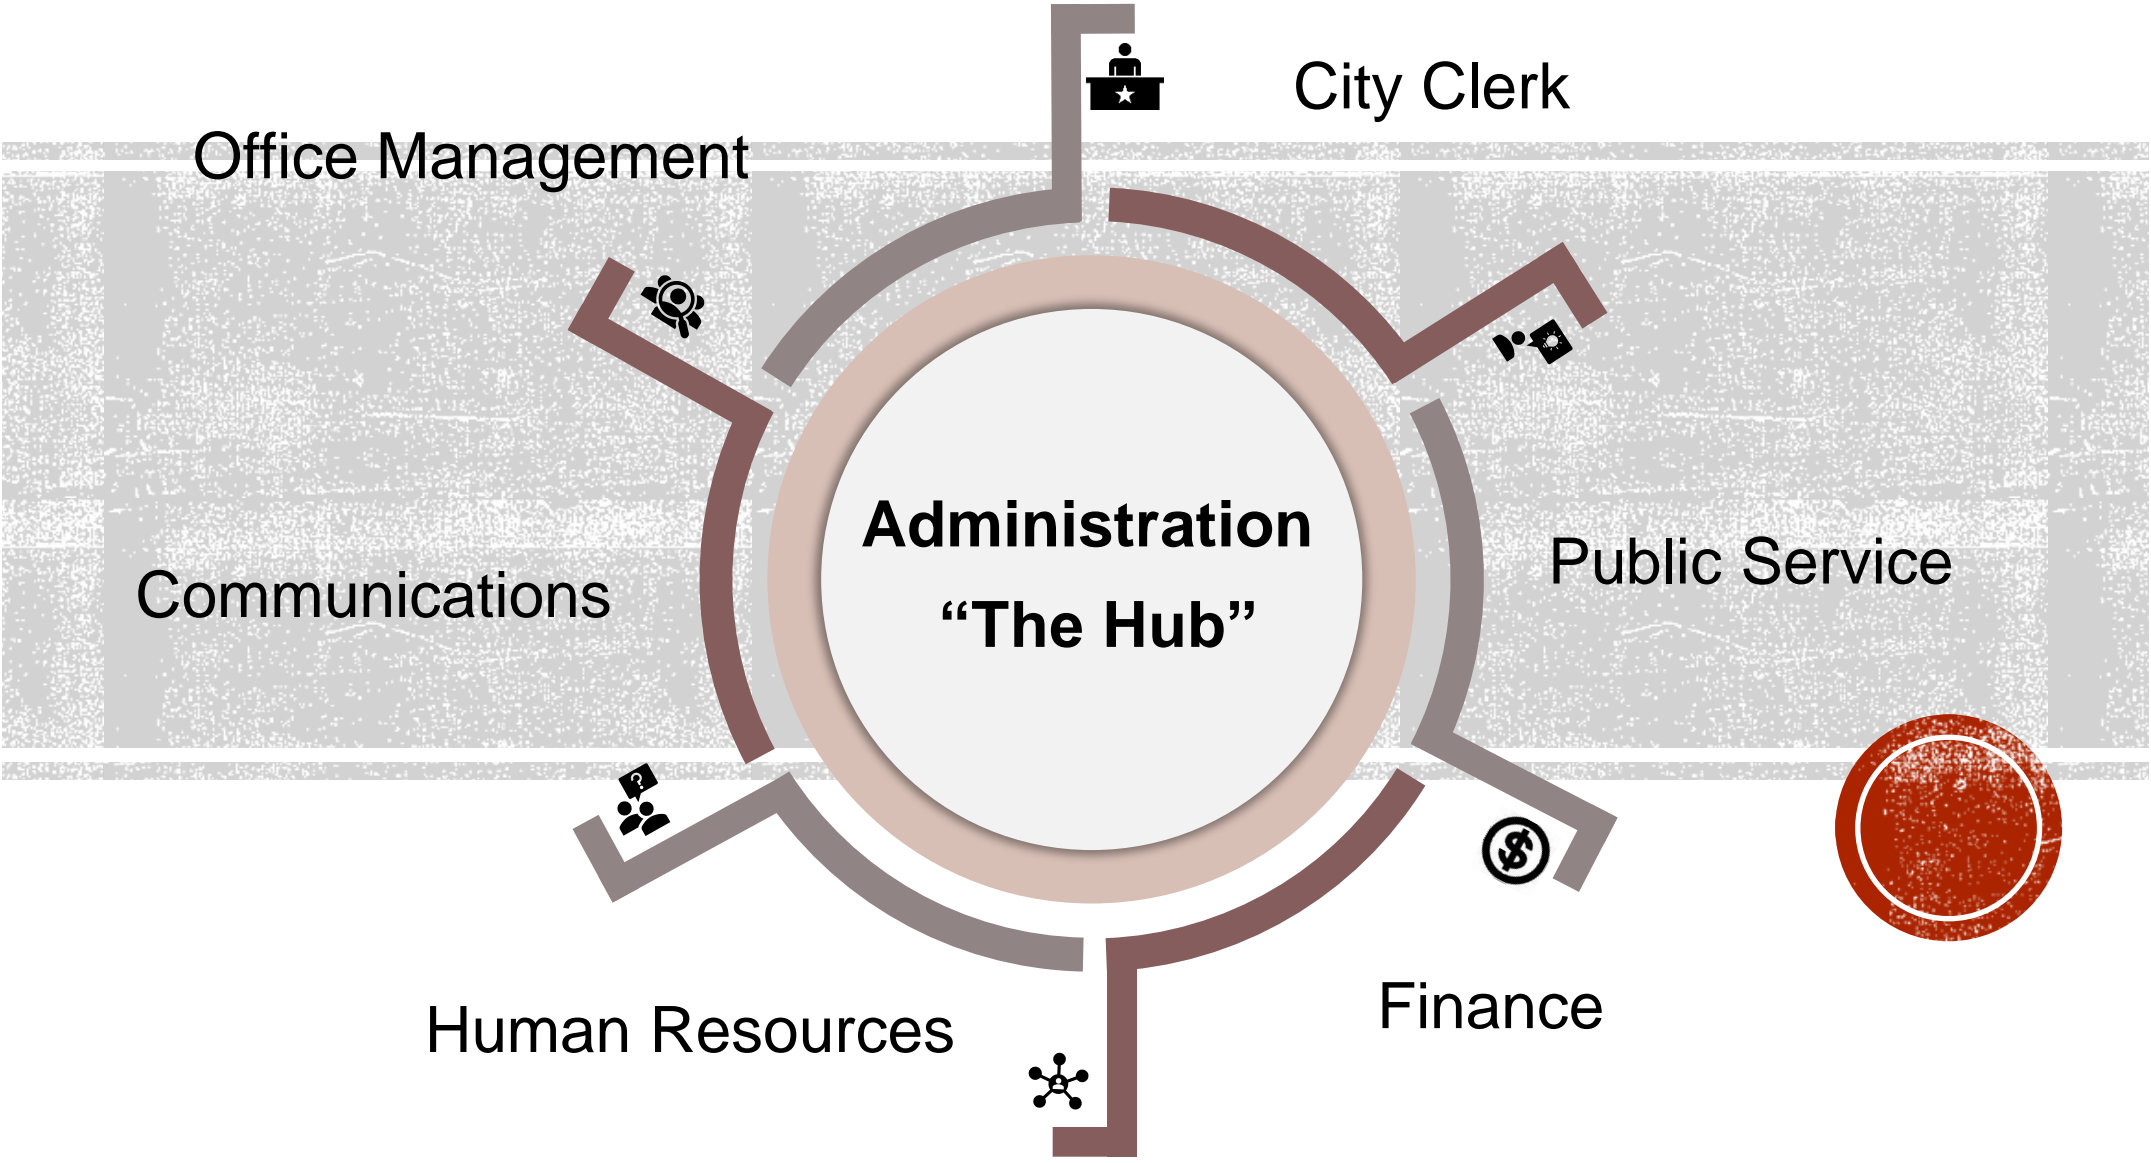 City Clerk
Office Management
Administration
“The Hub”
Public Service
Communications
Finance
Human Resources